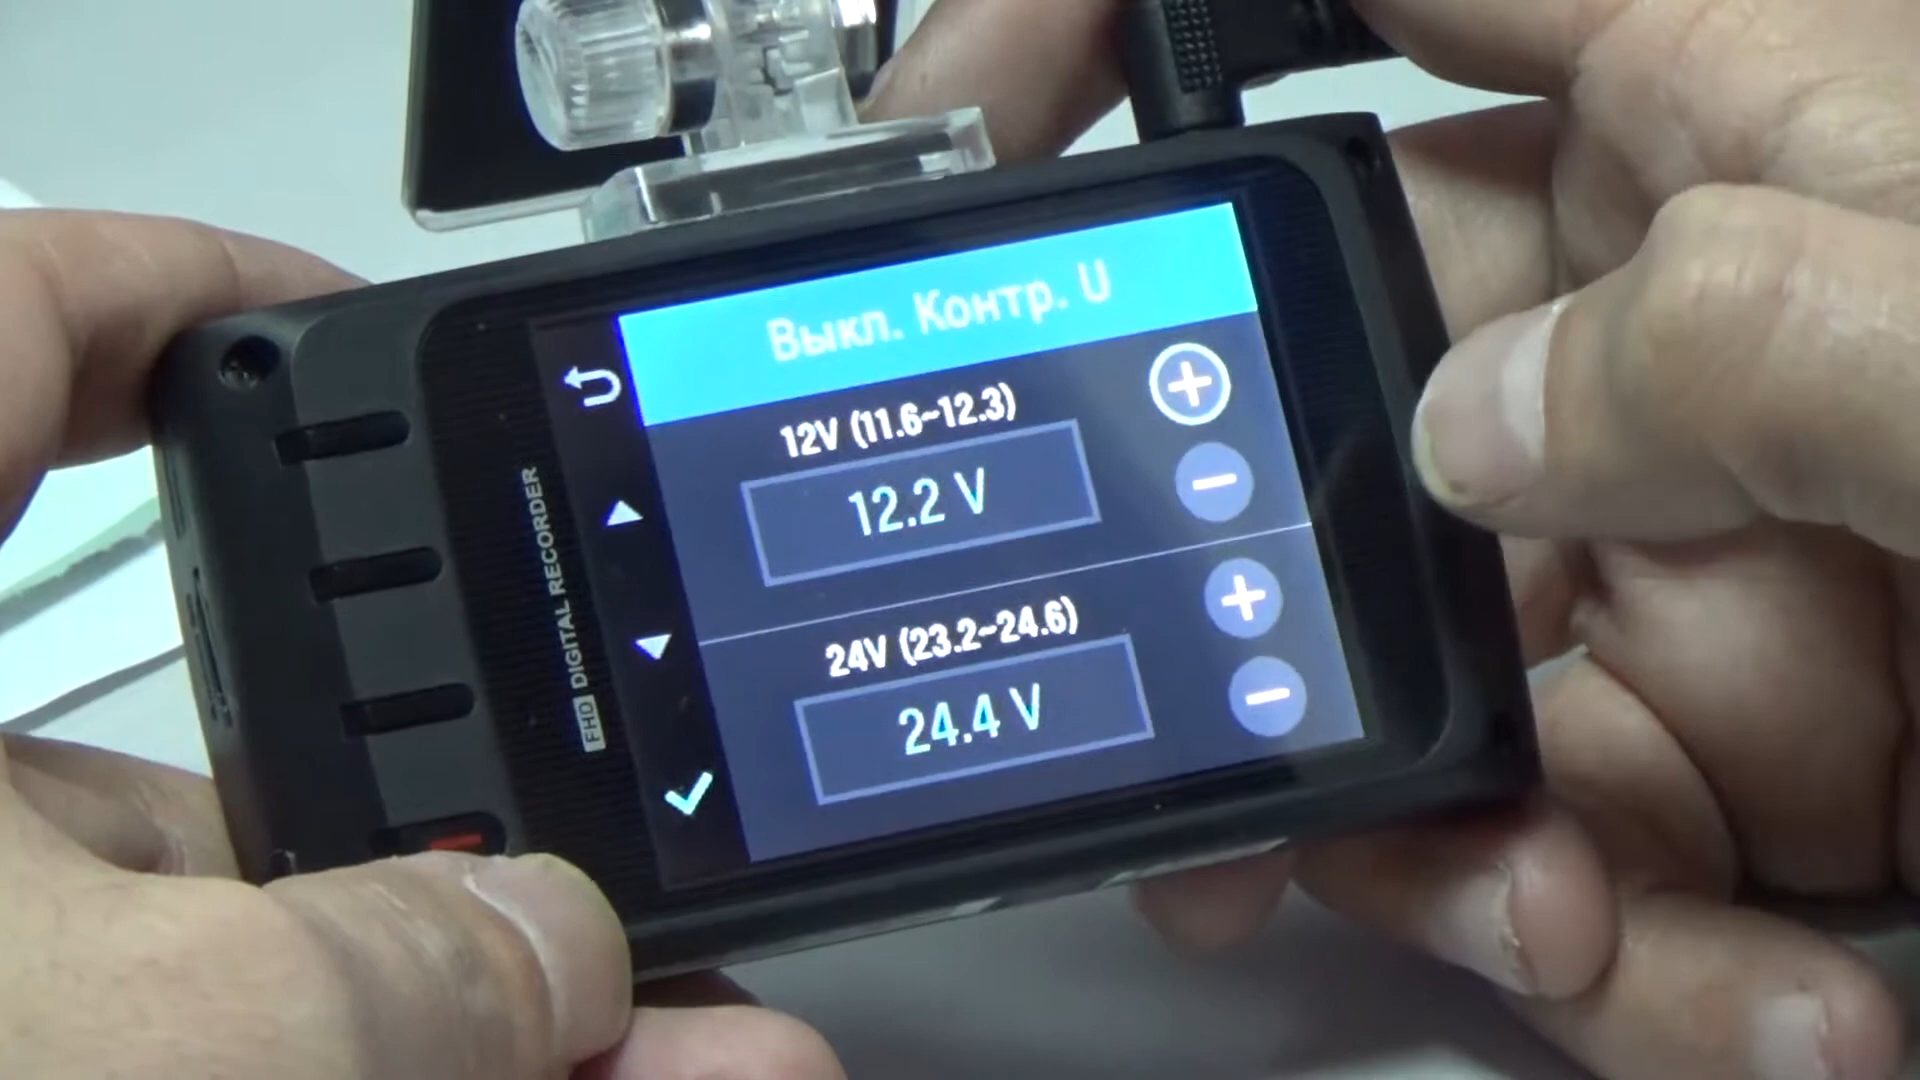 Выкл. Контр. U
12V (11.6~12.3)
12.2 V
24V (23.2~24.6)
24.4 V
FHD DIGITAL RECORDER